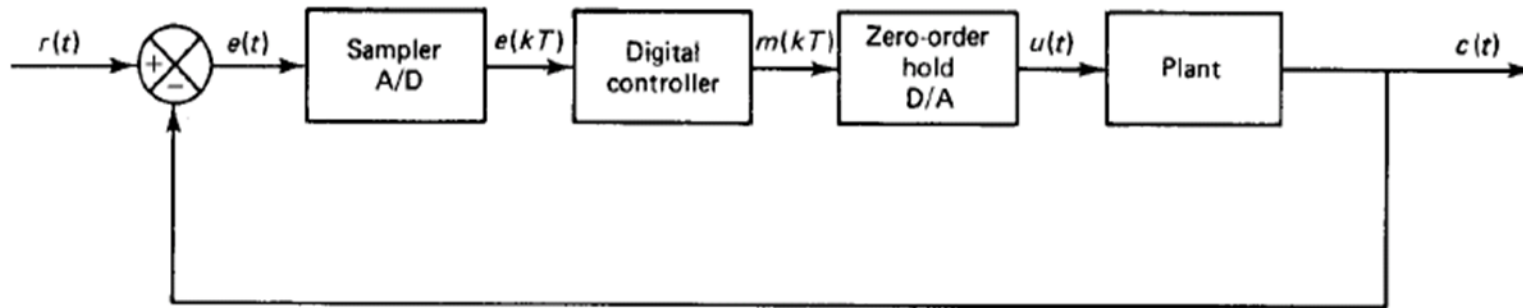 r(t)
+
−
e(t)
Sampler
A/D
e(kT)
Digital
controller
m(kT)
Zero-order
hold
D/A
u(t)
Plant
c(t)